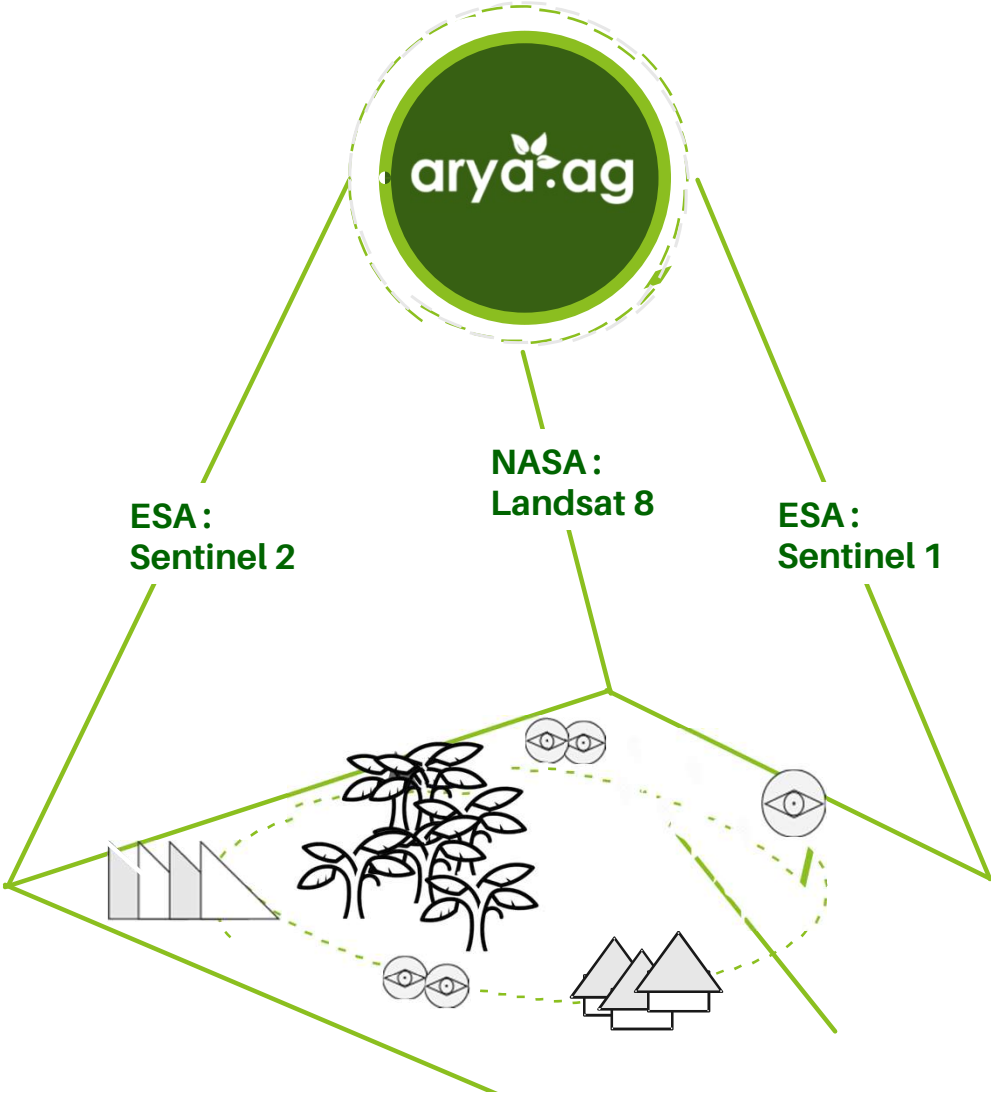 arya.ag
NASA:
Landsat 8
ESA:
Sentinel 2
ESA:
Sentinel 1